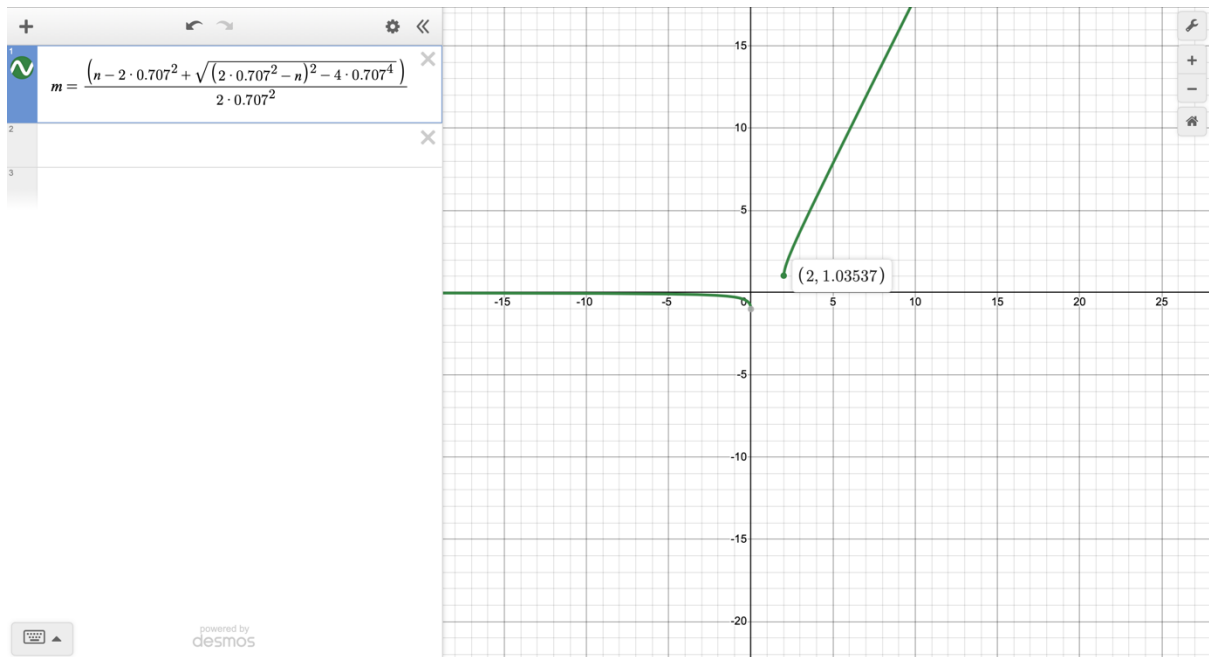 1
m = (n − 2 · 0.707² + √((2 · 0.707² − n)² − 4 · 0.707⁴)) / (2 · 0.707²)
2
3
powered by
desmos
15
10
5
(2, 1.03537)
-15 -10 -5 0 5 10 15 20 25
-5
-10
-15
-20